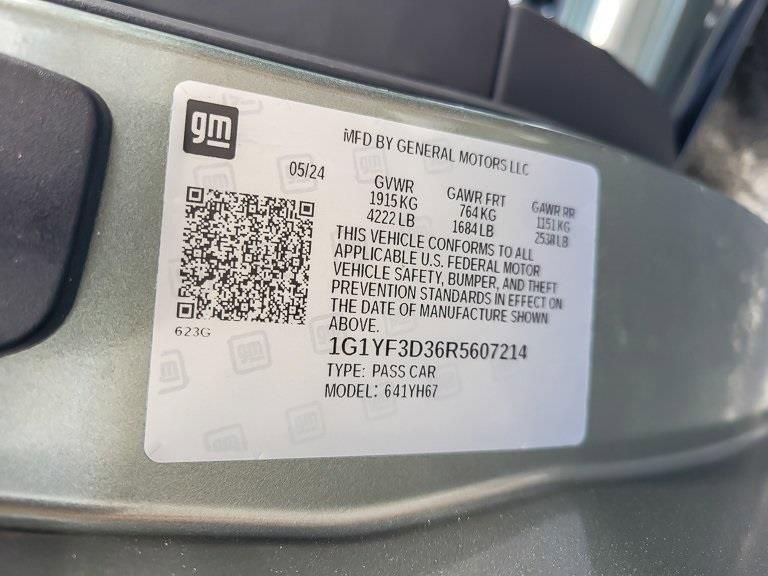 gm
MFD BY GENERAL MOTORS LLC
05/24
GVWR GAWR FRT GAWR RR
1915 KG 764 KG 1151 KG
4222 LB 1684 LB 2538 LB
THIS VEHICLE CONFORMS TO ALL
APPLICABLE U.S. FEDERAL MOTOR
VEHICLE SAFETY, BUMPER, AND THEFT
PREVENTION STANDARDS IN EFFECT ON
THE DATE OF MANUFACTURE SHOWN
ABOVE.
623G
1G1YF3D36R5607214
TYPE: PASS CAR
MODEL: 641YH67